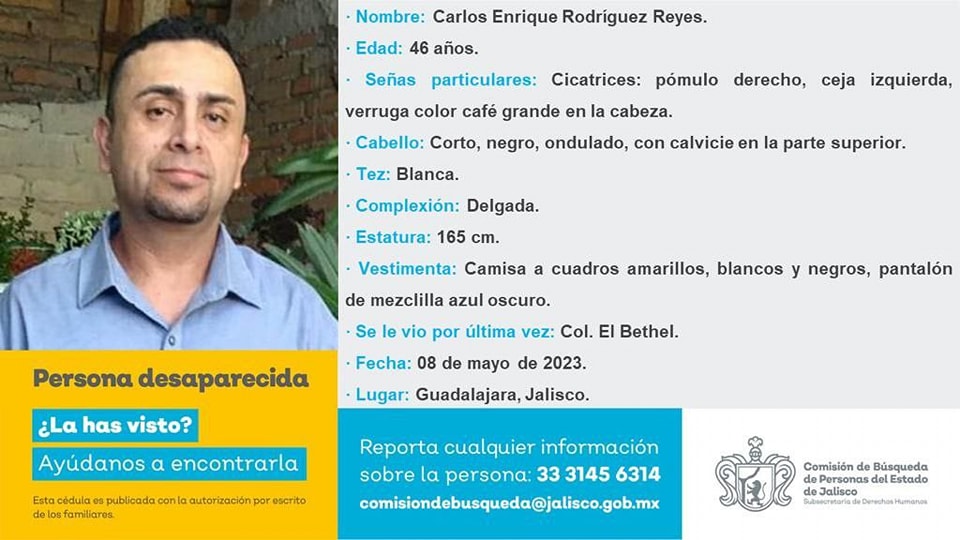 · Nombre: Carlos Enrique Rodríguez Reyes.
· Edad: 46 años.
· Señas particulares: Cicatrices: pómulo derecho, ceja izquierda,
verruga color café grande en la cabeza.
· Cabello: Corto, negro, ondulado, con calvicie en la parte superior.
· Tez: Blanca.
· Complexión: Delgada.
· Estatura: 165 cm.
· Vestimenta: Camisa a cuadros amarillos, blancos y negros, pantalón
de mezclilla azul oscuro.
· Se le vio por última vez: Col. El Bethel.
· Fecha: 08 de mayo de 2023.
· Lugar: Guadalajara, Jalisco.
Persona desaparecida
¿La has visto?
Ayúdanos a encontrarla
Esta cédula es publicada con la autorización por escrito
de los familiares.
Reporta cualquier información
sobre la persona: 33 3145 6314
comisiondebusqueda@jalisco.gob.mx
Comisión de Búsqueda
de Personas del Estado
de Jalisco
Subsecretaría de Derechos Humanos